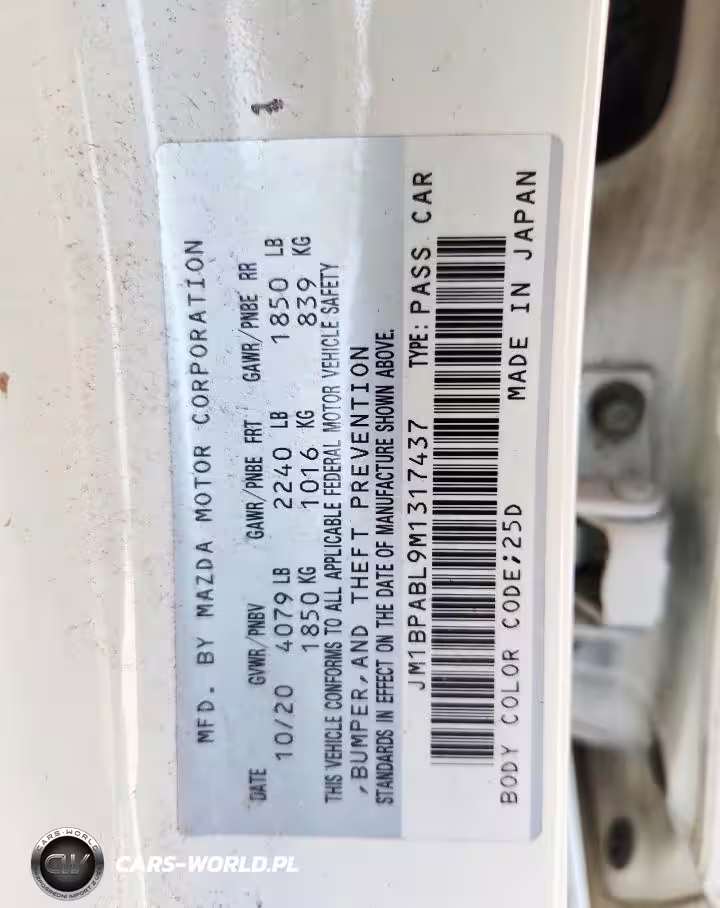 MFD. BY MAZDA MOTOR CORPORATION
DATE GVWR/PNBV GAWR/PNBE FRT GAWR/PNBE RR
10/20 4079 LB 2240 LB 1850 LB
1850 KG 1016 KG 839 KG
THIS VEHICLE CONFORMS TO ALL APPLICABLE FEDERAL MOTOR VEHICLE SAFETY
,BUMPER,AND THEFT PREVENTION
STANDARDS IN EFFECT ON THE DATE OF MANUFACTURE SHOWN ABOVE.
JM1BPABL9M1317437 TYPE: PASS. CAR
BODY COLOR CODE;25D MADE IN JAPAN
CARS-WORLD
CW
CARS-WORLD.PL